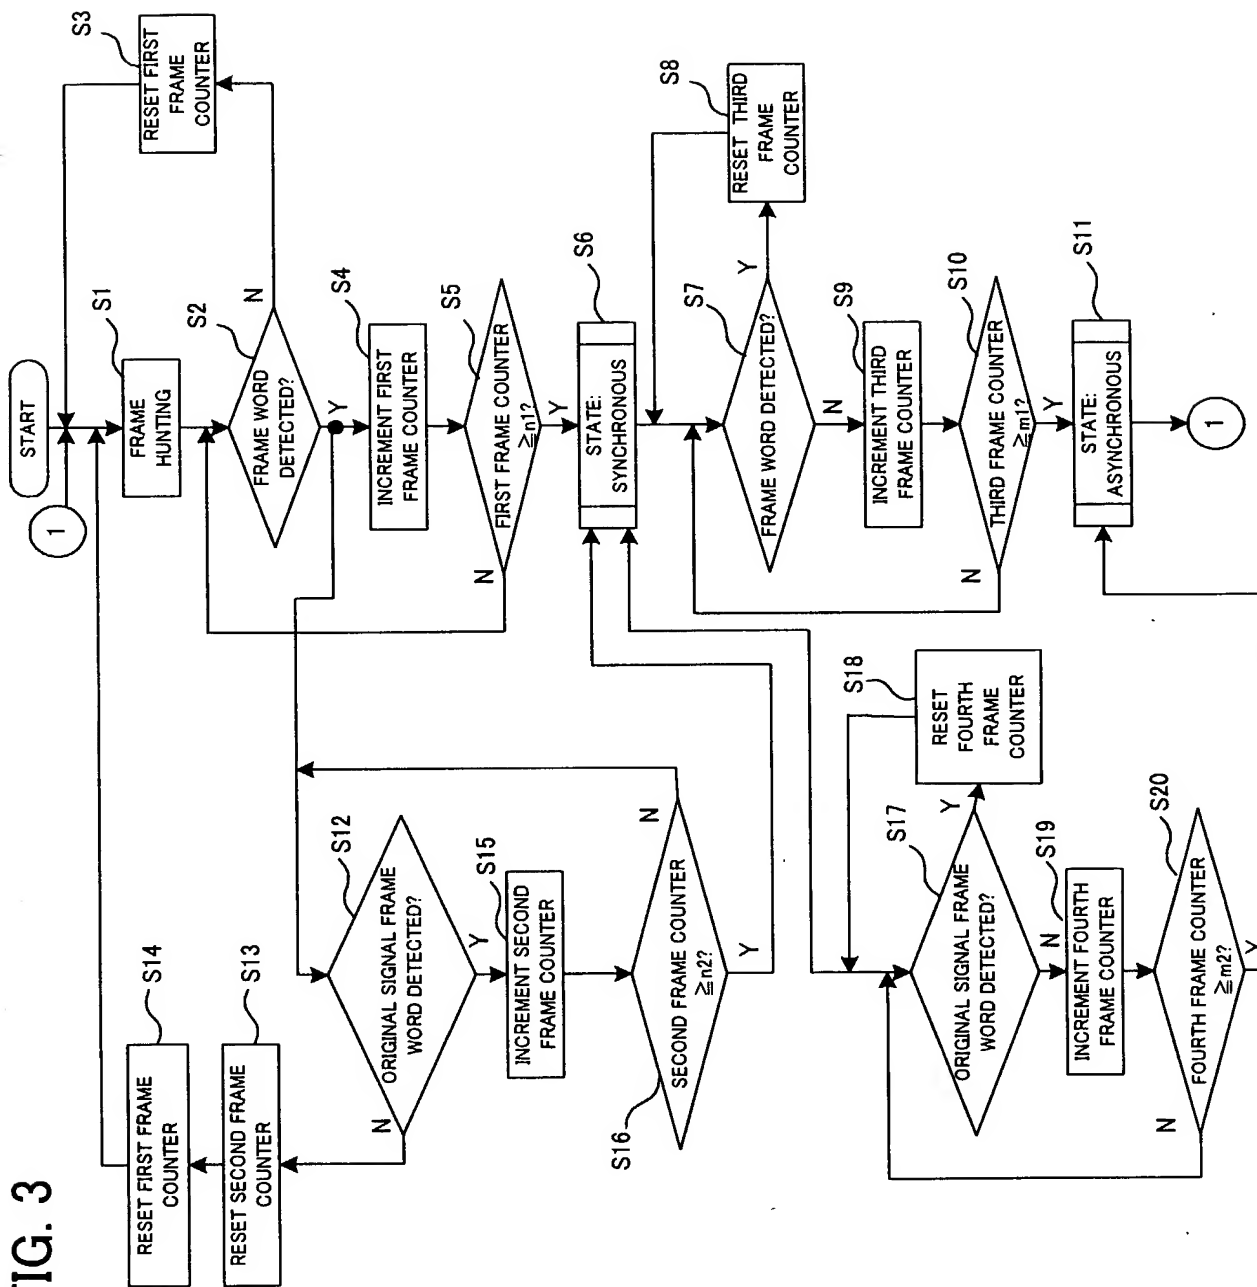 FIG. 3
START
1
S1
FRAME
HUNTING
S2
FRAME WORD
DETECTED?
N
Y
S3
RESET FIRST
FRAME
COUNTER
S4
INCREMENT FIRST
FRAME COUNTER
S5
FIRST FRAME COUNTER
≧n1?
N
Y
S6
STATE:
SYNCHRONOUS
S7
FRAME WORD DETECTED?
Y
N
S8
RESET THIRD
FRAME
COUNTER
S9
INCREMENT THIRD
FRAME COUNTER
S10
THIRD FRAME COUNTER
≧m1?
N
Y
S11
STATE:
ASYNCHRONOUS
1
S14
RESET FIRST FRAME
COUNTER
S13
RESET SECOND FRAME
COUNTER
S12
ORIGINAL SIGNAL FRAME
WORD DETECTED?
N
Y
S15
INCREMENT SECOND
FRAME COUNTER
S16
SECOND FRAME COUNTER
≧n2?
N
Y
S17
ORIGINAL SIGNAL FRAME
WORD DETECTED?
Y
N
S18
RESET
FOURTH
FRAME
COUNTER
S19
INCREMENT FOURTH
FRAME COUNTER
S20
FOURTH FRAME COUNTER
≧m2?
N
Y